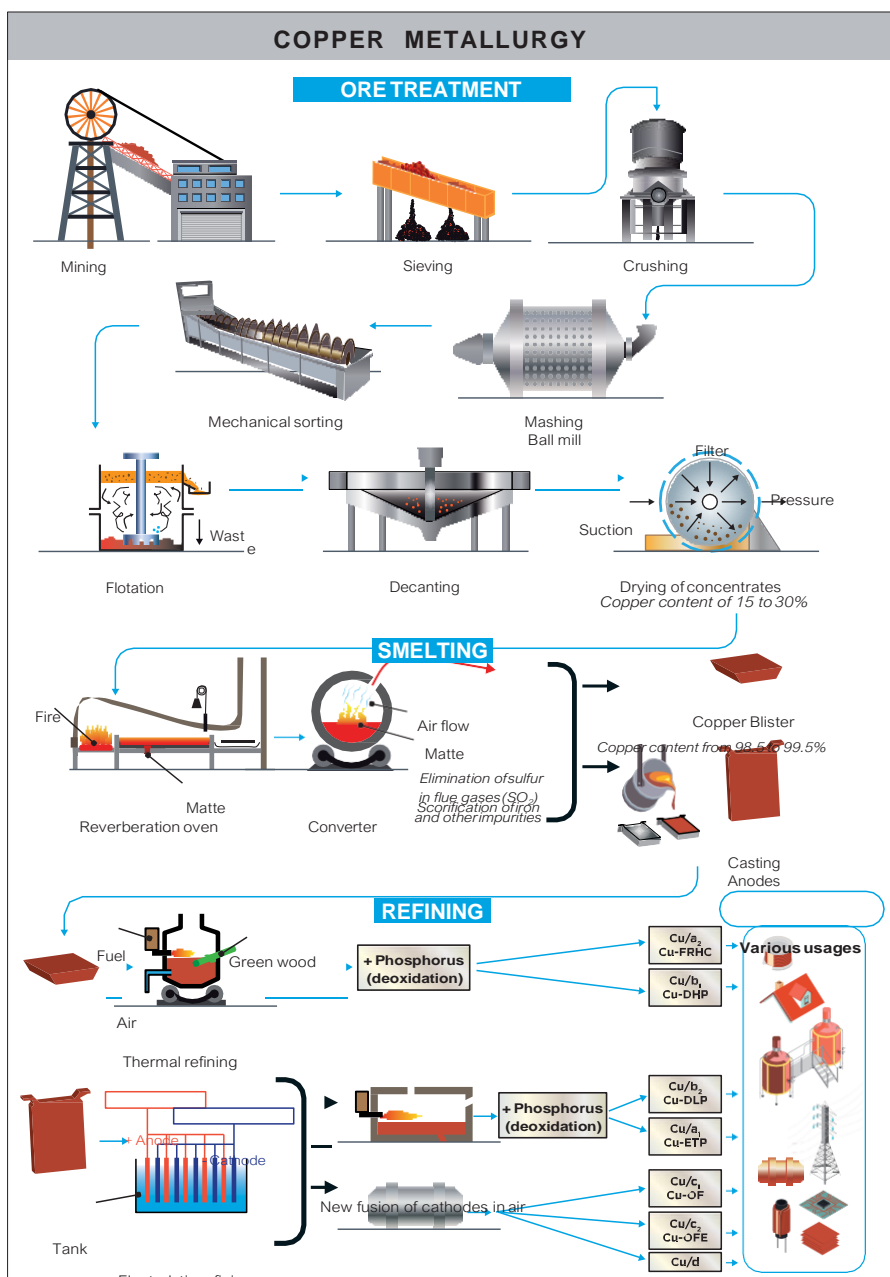 COPPER METALLURGY
ORE TREATMENT
Mining
Sieving
Crushing
Mechanical sorting
Mashing
Ball mill
Filter
Pressure
Suction
Wast
e
Flotation
Decanting
Drying of concentrates
Copper content of 15 to 30%
SMELTING
Fire
Air flow
Matte
Copper Blister
Copper content from 98.5 to 99.5%
Elimination of sulfur
in flue gases (SO2)
Scorification of iron
and other impurities
Matte
Reverberation oven
Converter
Casting
Anodes
REFINING
Fuel
Green wood
Air
Thermal refining
+ Phosphorus
(deoxidation)
Cu/a2
Cu-FRHC
Cu/b1
Cu-DHP
Various usages
+ Anode
- Cathode
Tank
+ Phosphorus
(deoxidation)
Cu/b2
Cu-DLP
Cu/a1
Cu-ETP
New fusion of cathodes in air
Cu/c1
Cu-OF
Cu/c2
Cu-OFE
Cu/d